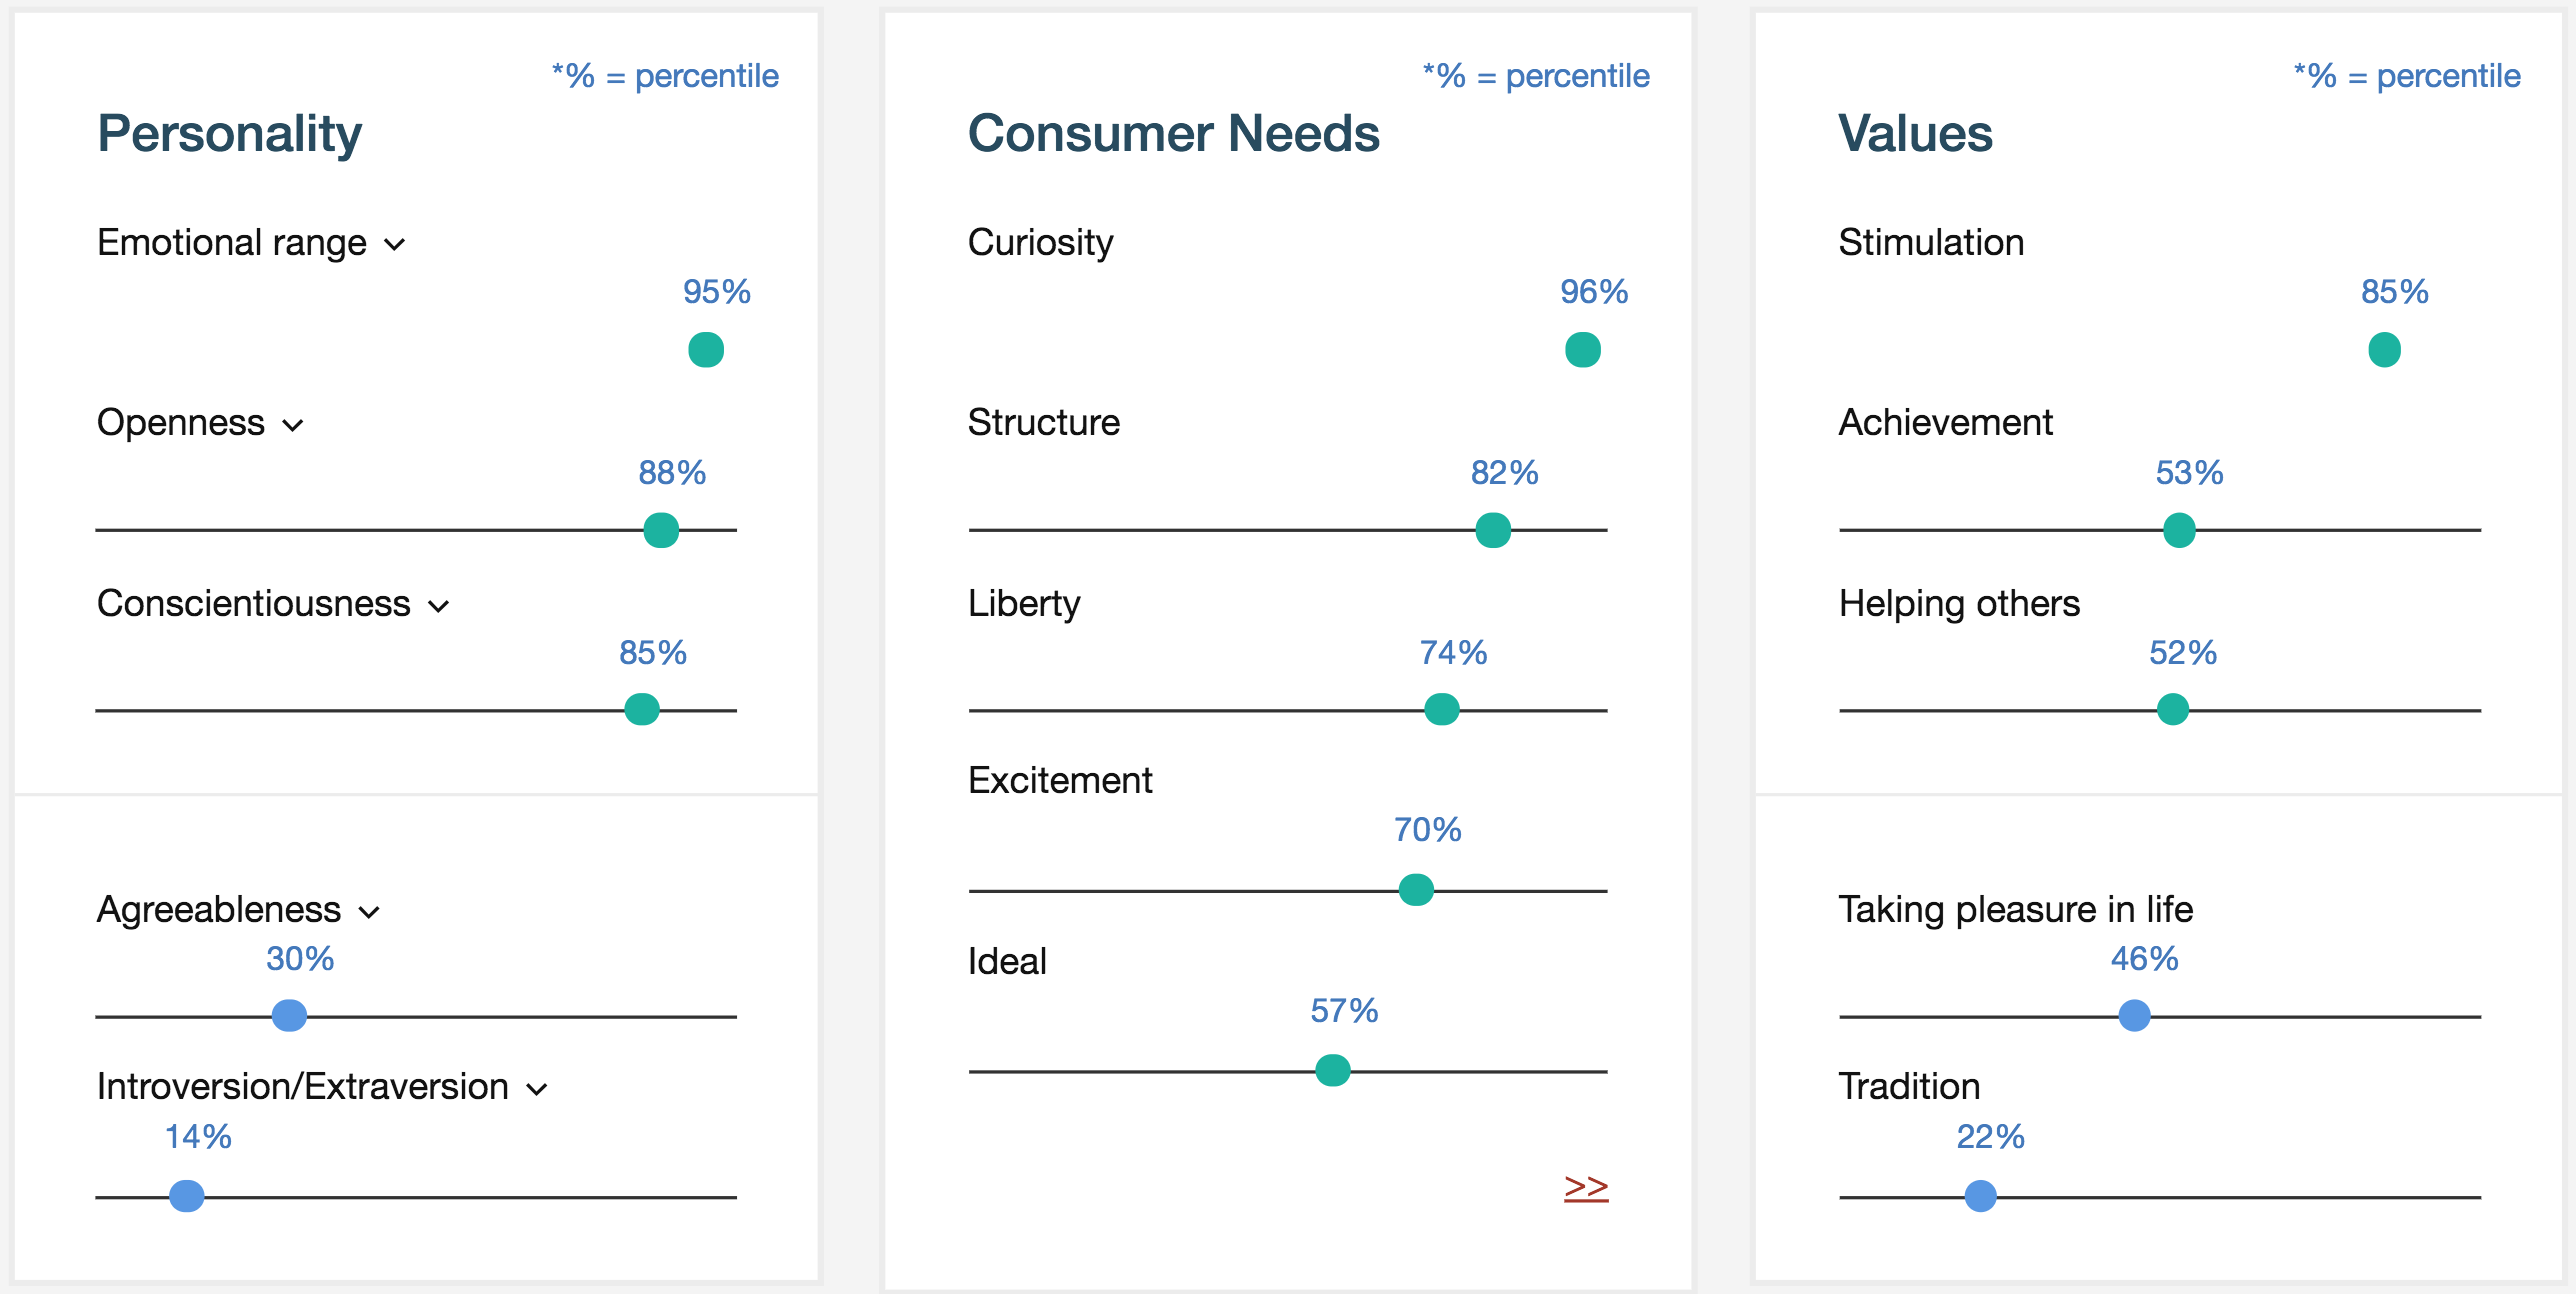 *% = percentile
Personality
Emotional range
95%
Openness
88%
Conscientiousness
85%
Agreeableness
30%
Introversion/Extraversion
14%
*% = percentile
Consumer Needs
Curiosity
96%
Structure
82%
Liberty
74%
Excitement
70%
Ideal
57%
>>
*% = percentile
Values
Stimulation
85%
Achievement
53%
Helping others
52%
Taking pleasure in life
46%
Tradition
22%